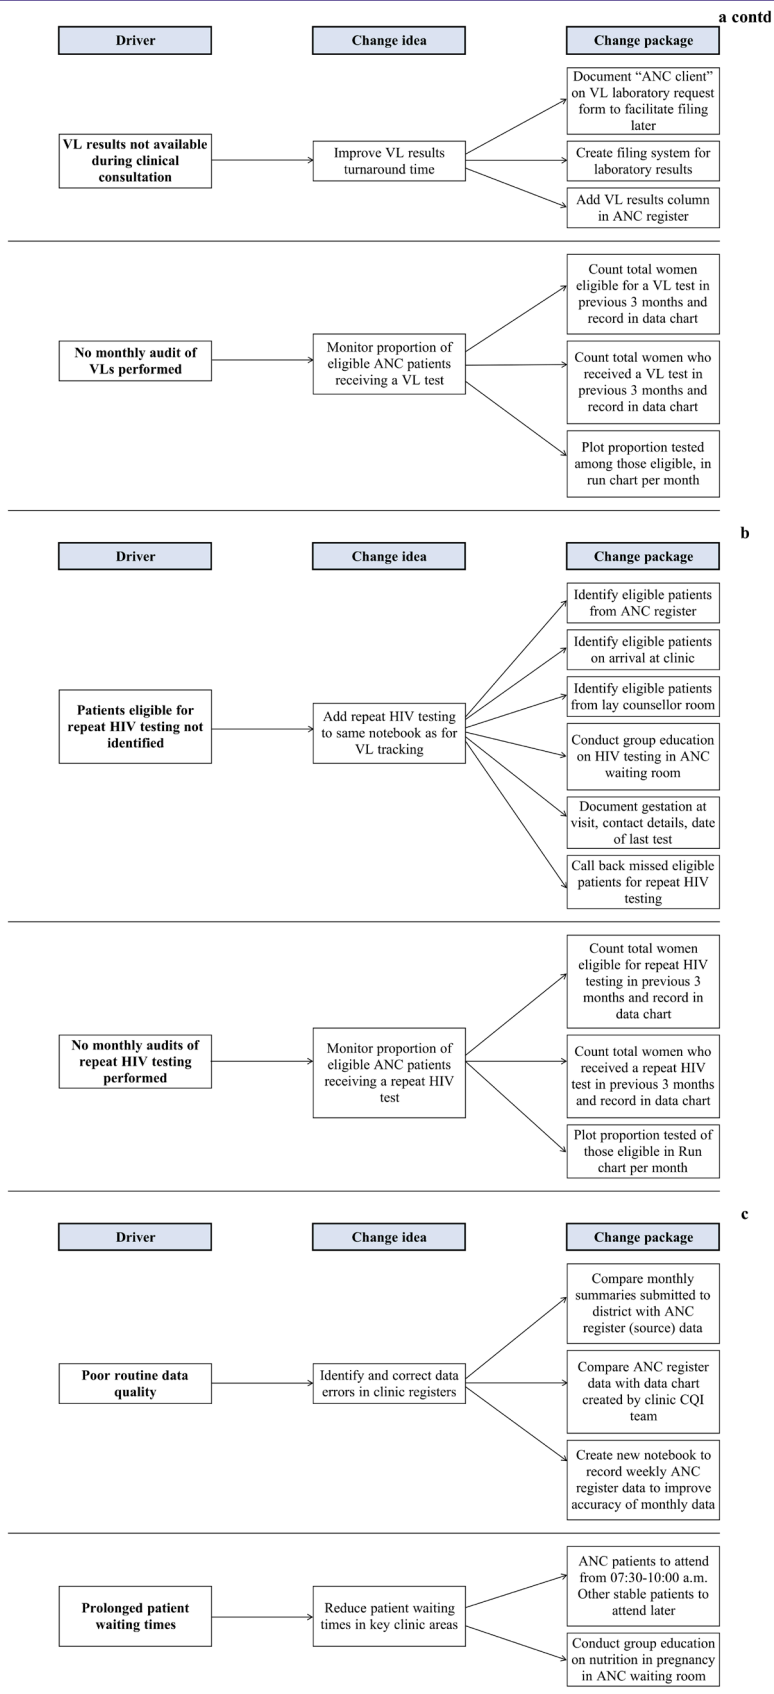 a contd
Driver
Change idea
Change package
VL results not available
during clinical
consultation
Improve VL results
turnaround time
Document “ANC client”
on VL laboratory request
form to facilitate filing
later
Create filing system for
laboratory results
Add VL results column
in ANC register
No monthly audit of
VLs performed
Monitor proportion of
eligible ANC patients
receiving a VL test
Count total women
eligible for a VL test in
previous 3 months and
record in data chart
Count total women who
received a VL test in
previous 3 months and
record in data chart
Plot proportion tested
among those eligible, in
run chart per month
b
Driver
Change idea
Change package
Patients eligible for
repeat HIV testing not
identified
Add repeat HIV testing
to same notebook as for
VL tracking
Identify eligible patients
from ANC register
Identify eligible patients
on arrival at clinic
Identify eligible patients
from lay counsellor room
Conduct group education
on HIV testing in ANC
waiting room
Document gestation at
visit, contact details, date
of last test
Call back missed eligible
patients for repeat HIV
testing
No monthly audits of
repeat HIV testing
performed
Monitor proportion of
eligible ANC patients
receiving a repeat HIV
test
Count total women
eligible for repeat HIV
testing in previous 3
months and record in
data chart
Count total women who
received a repeat HIV
test in previous 3 months
and record in data chart
Plot proportion tested of
those eligible in Run
chart per month
c
Driver
Change idea
Change package
Poor routine data
quality
Identify and correct data
errors in clinic registers
Compare monthly
summaries submitted to
district with ANC
register (source) data
Compare ANC register
data with data chart
created by clinic CQI
team
Create new notebook to
record weekly ANC
register data to improve
accuracy of monthly data
Prolonged patient
waiting times
Reduce patient waiting
times in key clinic areas
ANC patients to attend
from 07:30-10:00 a.m.
Other stable patients to
attend later
Conduct group education
on nutrition in pregnancy
in ANC waiting room